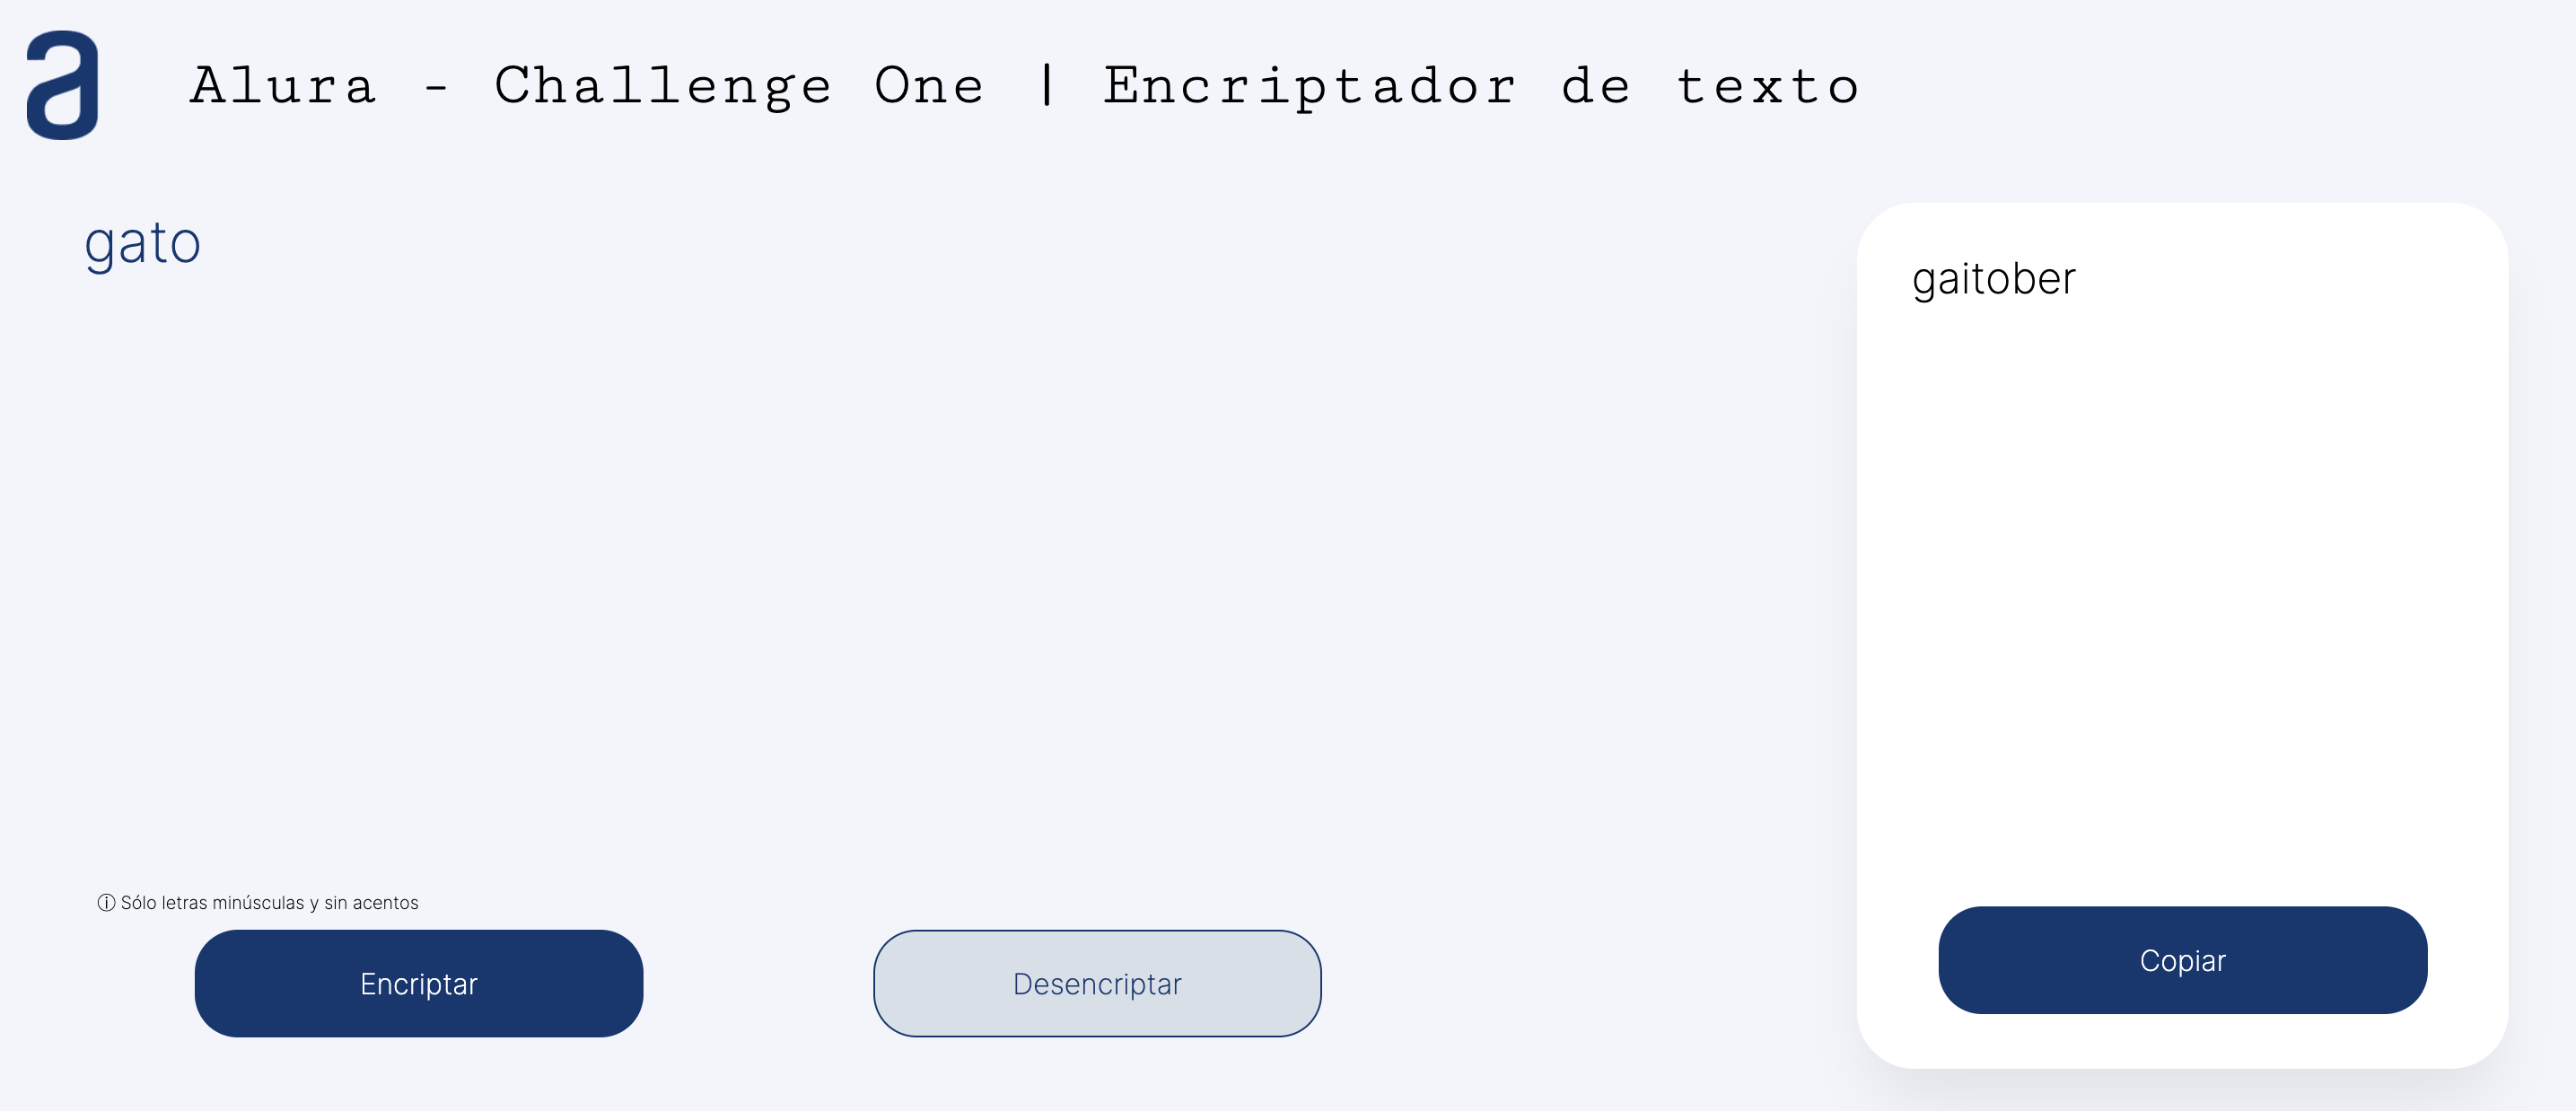 a
Alura - Challenge One | Encriptador de texto
gato
gaitober
ⓘ Sólo letras minúsculas y sin acentos
Encriptar
Desencriptar
Copiar